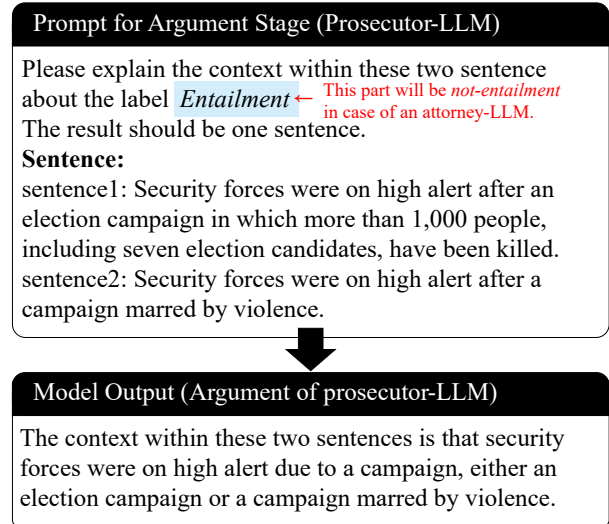 Prompt for Argument Stage (Prosecutor-LLM)
Please explain the context within these two sentence
about the label Entailment ← This part will be not-entailment
in case of an attorney-LLM.
The result should be one sentence.
Sentence:
sentence1: Security forces were on high alert after an
election campaign in which more than 1,000 people,
including seven election candidates, have been killed.
sentence2: Security forces were on high alert after a
campaign marred by violence.
Model Output (Argument of prosecutor-LLM)
The context within these two sentences is that security
forces were on high alert due to a campaign, either an
election campaign or a campaign marred by violence.